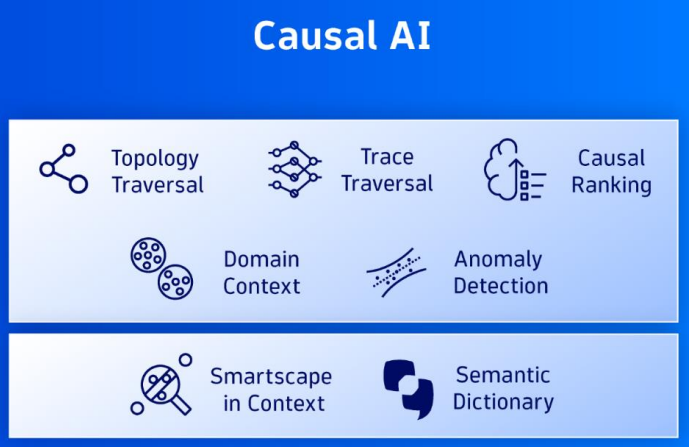 Causal AI
Topology
Traversal
Trace
Traversal
Causal
Ranking
Domain
Context
Anomaly
Detection
Smartscape
in Context
Semantic
Dictionary